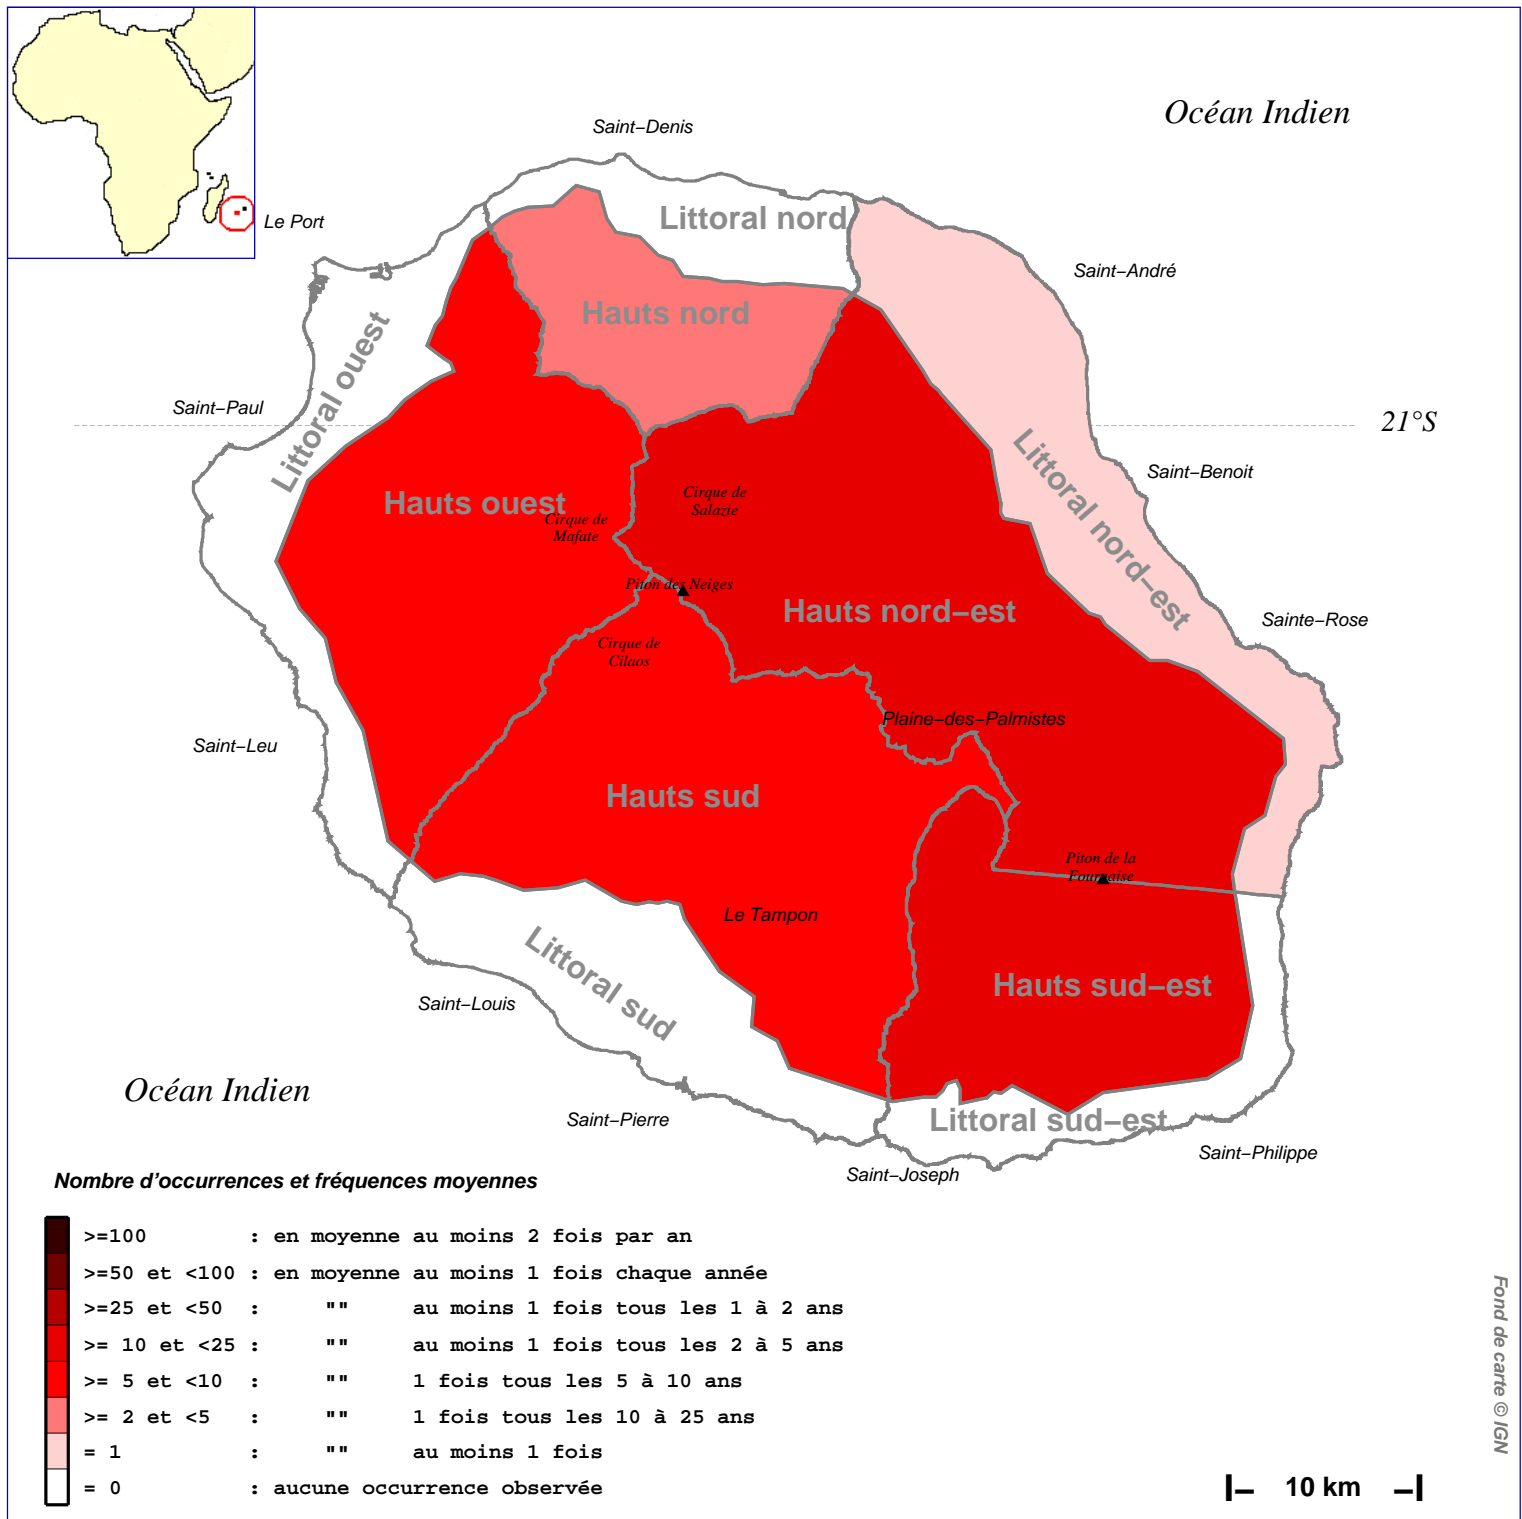 Océan Indien
Saint-Denis
Le Port
Littoral nord
Saint-André
Hauts nord
Littoral ouest
Saint-Paul
21°S
Littoral nord-est
Saint-Benoit
Hauts ouest
Cirque de
Salazie
Cirque de
Mafate
Piton des Neiges
Hauts nord-est
Sainte-Rose
Cirque de
Cilaos
Plaine-des-Palmistes
Saint-Leu
Hauts sud
Piton de la
Fournaise
Le Tampon
Littoral sud
Hauts sud-est
Saint-Louis
Océan Indien
Saint-Pierre
Littoral sud-est
Saint-Philippe
Saint-Joseph
Nombre d'occurrences et fréquences moyennes
>=100 : en moyenne au moins 2 fois par an
>=50 et <100 : en moyenne au moins 1 fois chaque année
>=25 et <50 : "" au moins 1 fois tous les 1 à 2 ans
>= 10 et <25 : "" au moins 1 fois tous les 2 à 5 ans
>= 5 et <10 : "" 1 fois tous les 5 à 10 ans
>= 2 et <5 : "" 1 fois tous les 10 à 25 ans
= 1 : "" au moins 1 fois
= 0 : aucune occurrence observée
Fond de carte © IGN
10 km